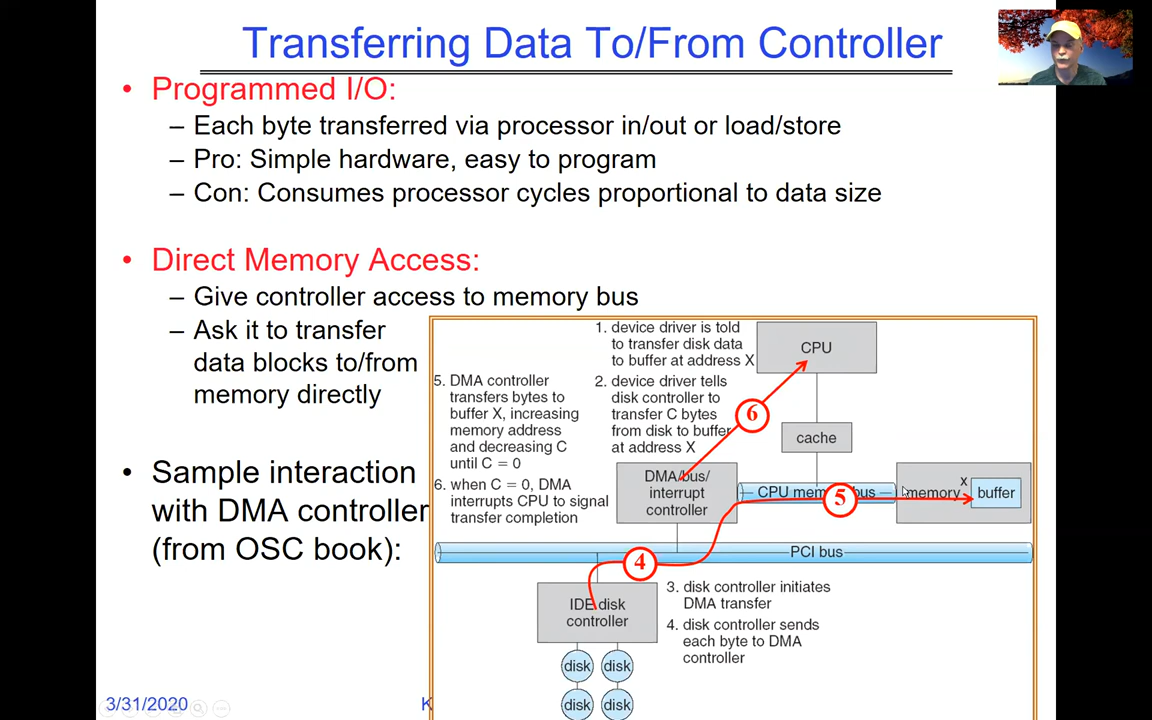 Transferring Data To/From Controller
• Programmed I/O:
– Each byte transferred via processor in/out or load/store
– Pro: Simple hardware, easy to program
– Con: Consumes processor cycles proportional to data size
• Direct Memory Access:
– Give controller access to memory bus
– Ask it to transfer
data blocks to/from
memory directly
• Sample interaction
with DMA controller
(from OSC book):
1. device driver is told
to transfer disk data
to buffer at address X
2. device driver tells
disk controller to
transfer C bytes
from disk to buffer
at address X
5. DMA controller
transfers bytes to
buffer X, increasing
memory address
and decreasing C
until C = 0
6. when C = 0, DMA
interrupts CPU to signal
transfer completion
CPU
6
cache
DMA/bus/
interrupt
controller
CPU memory bus
5
memory
x
buffer
PCI bus
4
IDE disk
controller
3. disk controller initiates
DMA transfer
4. disk controller sends
each byte to DMA
controller
disk
disk
disk
disk
3/31/2020
K